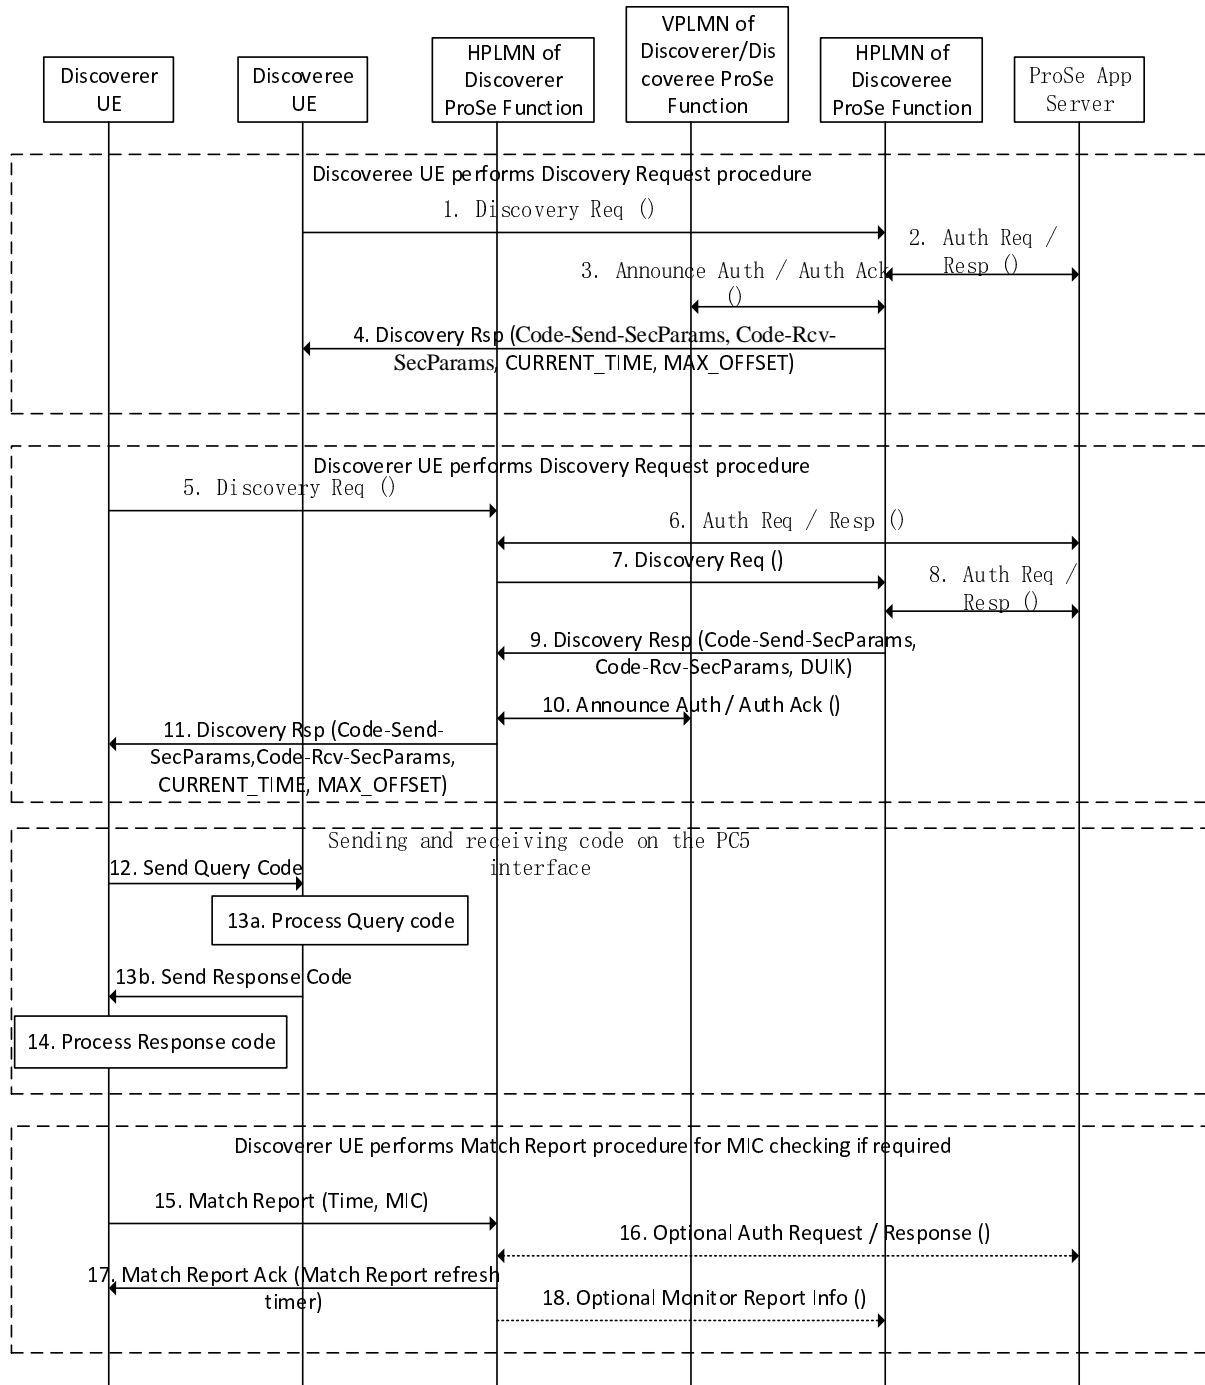 Discoverer
UE
Discoveree
UE
HPLMN of
Discoverer
ProSe Function
VPLMN of
Discoverer/Dis
coveree ProSe
Function
HPLMN of
Discoveree
ProSe Function
ProSe App
Server
Discoveree UE performs Discovery Request procedure
1. Discovery Req ()
2. Auth Req /
Resp ()
3. Announce Auth / Auth Ack
()
4. Discovery Rsp (Code-Send-SecParams, Code-Rcv-
SecParams, CURRENT_TIME, MAX_OFFSET)
Discoverer UE performs Discovery Request procedure
5. Discovery Req ()
6. Auth Req / Resp ()
7. Discovery Req ()
8. Auth Req /
Resp ()
9. Discovery Resp (Code-Send-SecParams,
Code-Rcv-SecParams, DUIK)
10. Announce Auth / Auth Ack ()
11. Discovery Rsp (Code-Send-
SecParams,Code-Rcv-SecParams,
CURRENT_TIME, MAX_OFFSET)
Sending and receiving code on the PC5
interface
12. Send Query Code
13a. Process Query code
13b. Send Response Code
14. Process Response code
Discoverer UE performs Match Report procedure for MIC checking if required
15. Match Report (Time, MIC)
16. Optional Auth Request / Response ()
17. Match Report Ack (Match Report refresh
timer)
18. Optional Monitor Report Info ()